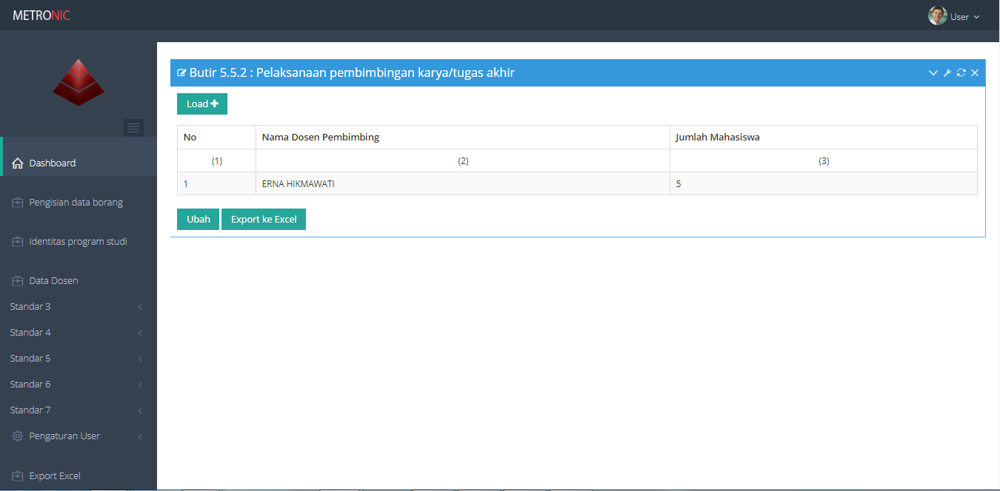 METRONIC
User
Butir 5.5.2 : Pelaksanaan pembimbingan karya/tugas akhir
Load
No Nama Dosen Pembimbing Jumlah Mahasiswa
(1) (2) (3)
1 ERNA HIKMAWATI 5
Ubah Export ke Excel
Dashboard
Pengisian data borang
Identitas program studi
Data Dosen
Standar 3
Standar 4
Standar 5
Standar 6
Standar 7
Pengaturan User
Export Excel